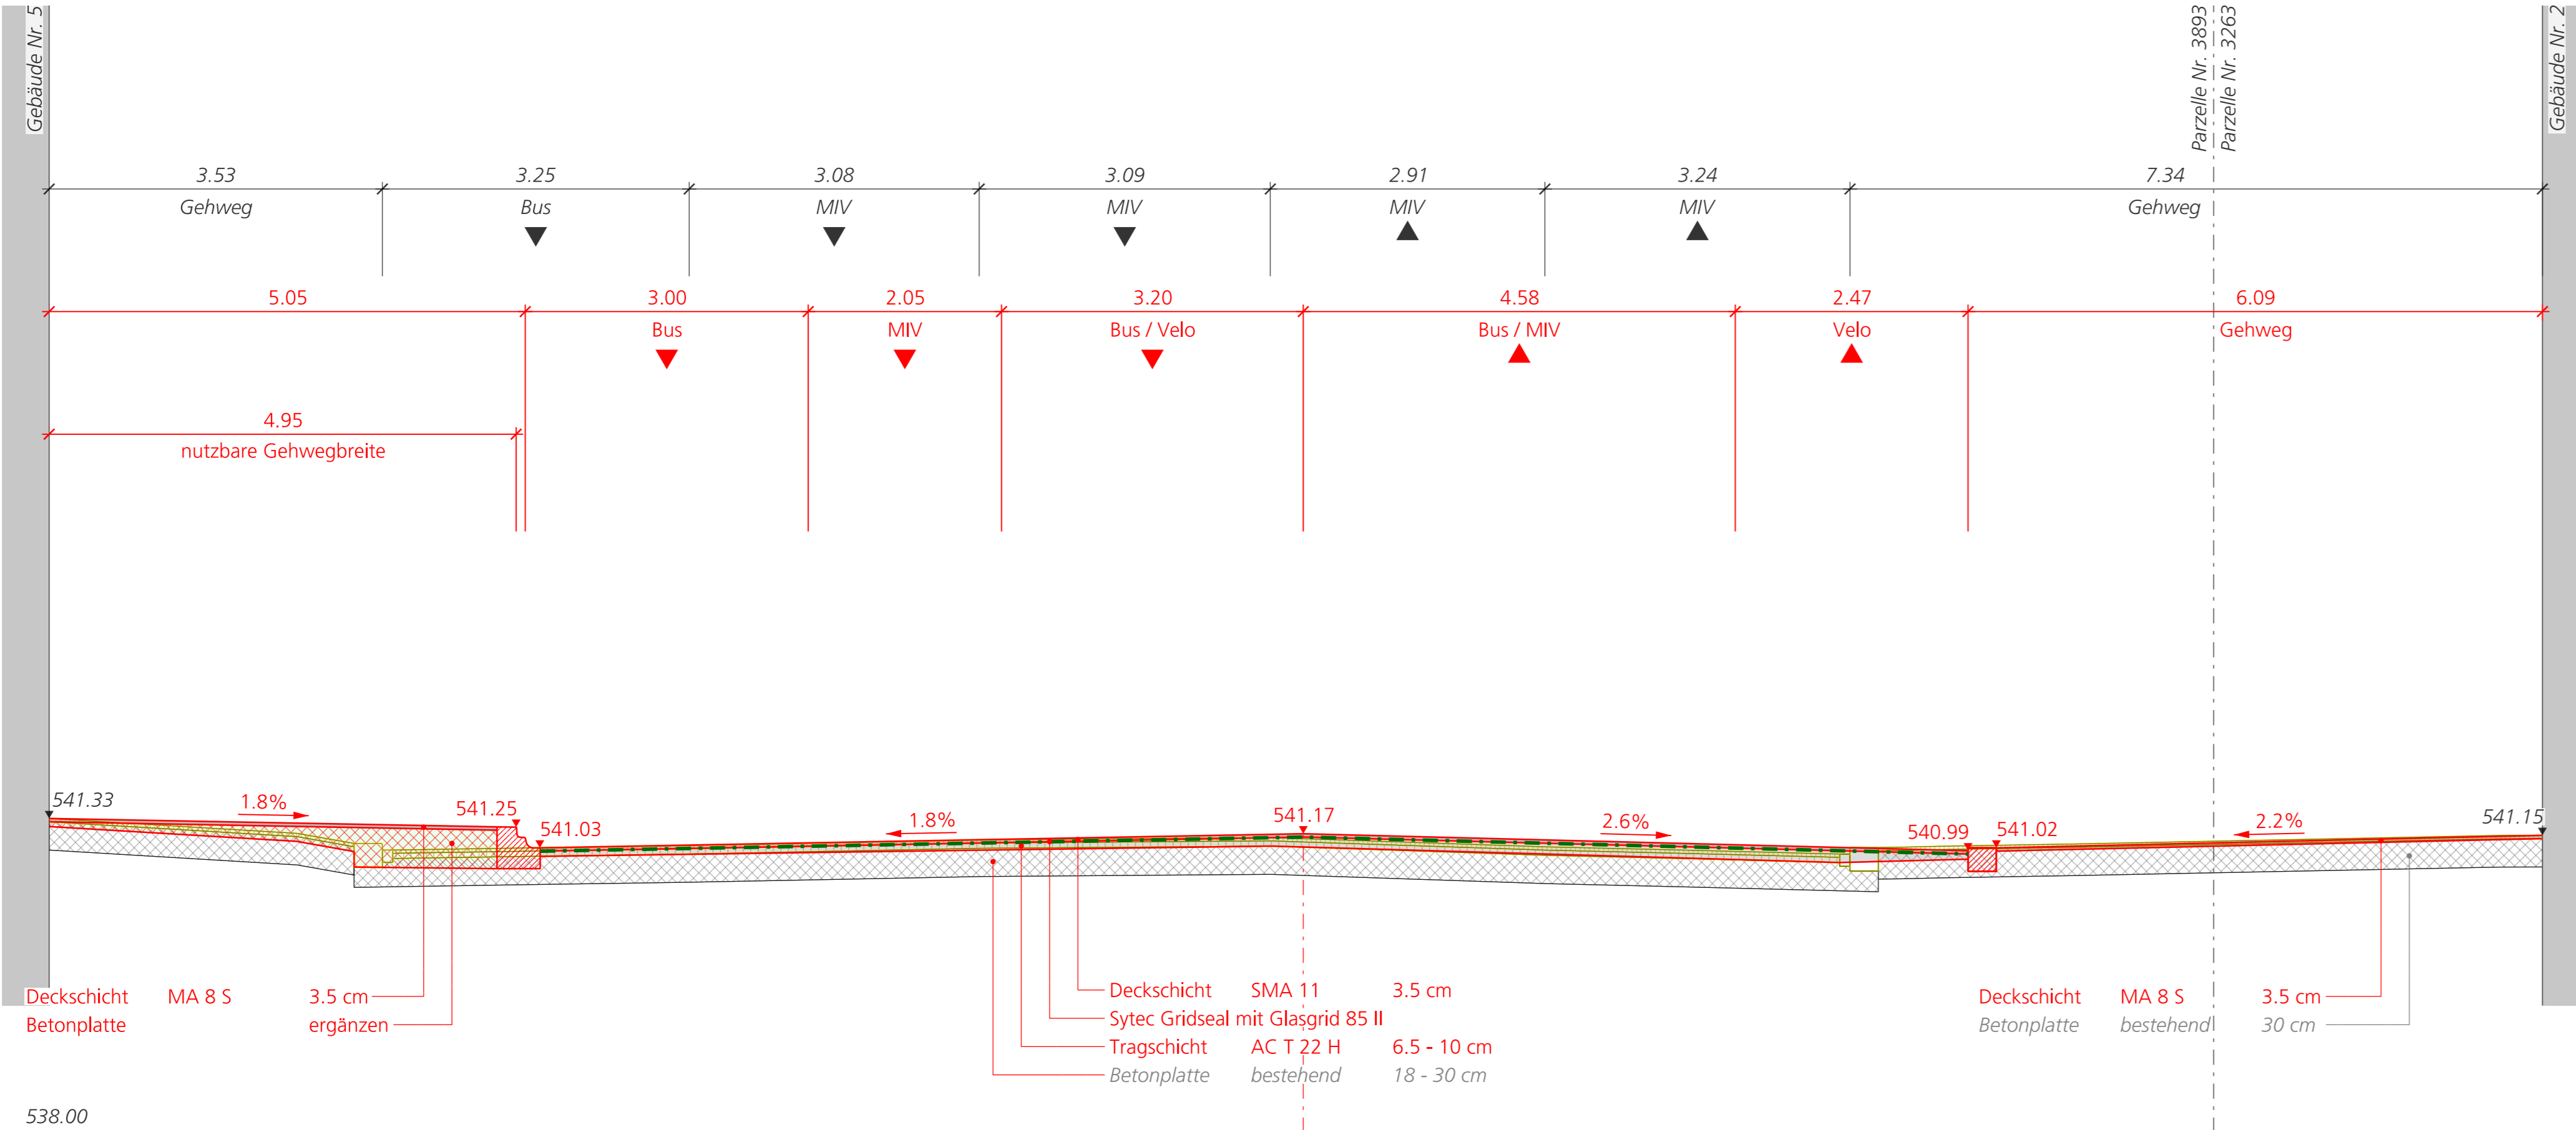 Gebäude Nr. 5
Parzelle Nr. 3893
Parzelle Nr. 3263
Gebäude Nr. 2
3.53 3.25 3.08 3.09 2.91 3.24 7.34
Gehweg Bus MIV MIV MIV MIV Gehweg
5.05 3.00 2.05 3.20 4.58 2.47 6.09
Bus MIV Bus / Velo Bus / MIV Velo Gehweg
4.95
nutzbare Gehwegbreite
541.33 1.8% 541.25 541.03 1.8% 541.17 2.6% 540.99 541.02 2.2% 541.15
Deckschicht MA 8 S 3.5 cm
Betonplatte ergänzen
Deckschicht SMA 11 3.5 cm
Sytec Gridseal mit Glasgrid 85 II
Tragschicht AC T 22 H 6.5 - 10 cm
Betonplatte bestehend 18 - 30 cm
Deckschicht MA 8 S 3.5 cm
Betonplatte bestehend 30 cm
538.00